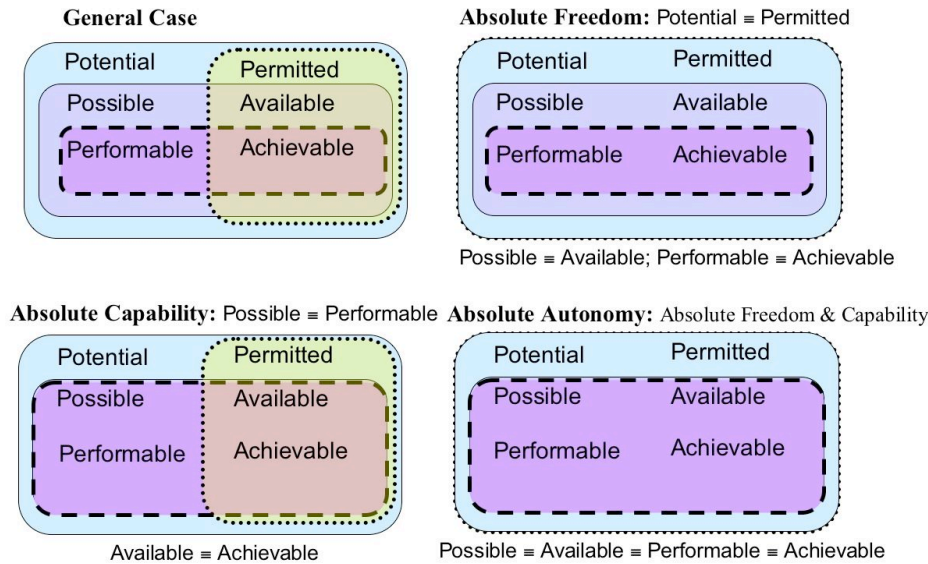 General Case
Potential
Permitted
Possible
Available
Performable
Achievable
Absolute Freedom: Potential ≡ Permitted
Potential
Permitted
Possible
Available
Performable
Achievable
Possible ≡ Available; Performable ≡ Achievable
Absolute Capability: Possible ≡ Performable
Potential
Permitted
Possible
Available
Performable
Achievable
Available ≡ Achievable
Absolute Autonomy: Absolute Freedom & Capability
Potential
Permitted
Possible
Available
Performable
Achievable
Possible ≡ Available ≡ Performable ≡ Achievable